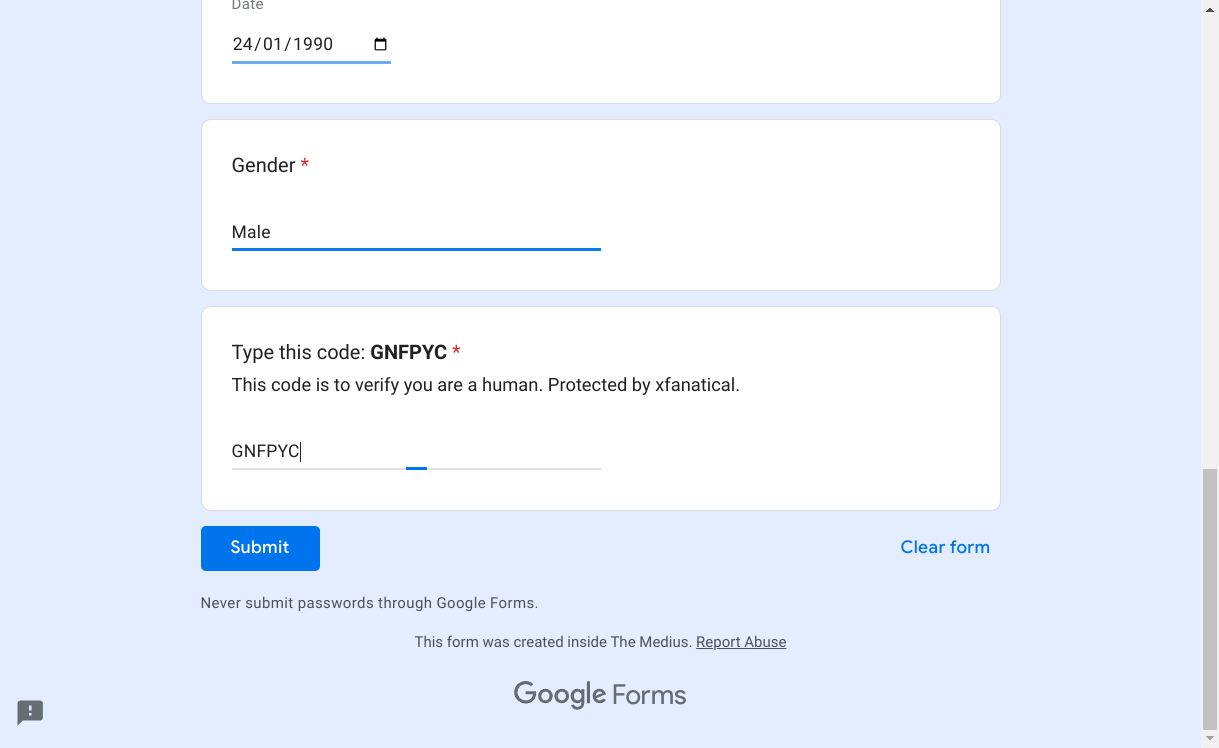 Date
24/01/1990
Gender *
Male
Type this code: GNFPYC *
This code is to verify you are a human. Protected by xfanatical.
GNFPYC
Submit
Clear form
Never submit passwords through Google Forms.
This form was created inside The Medius. Report Abuse
Google Forms